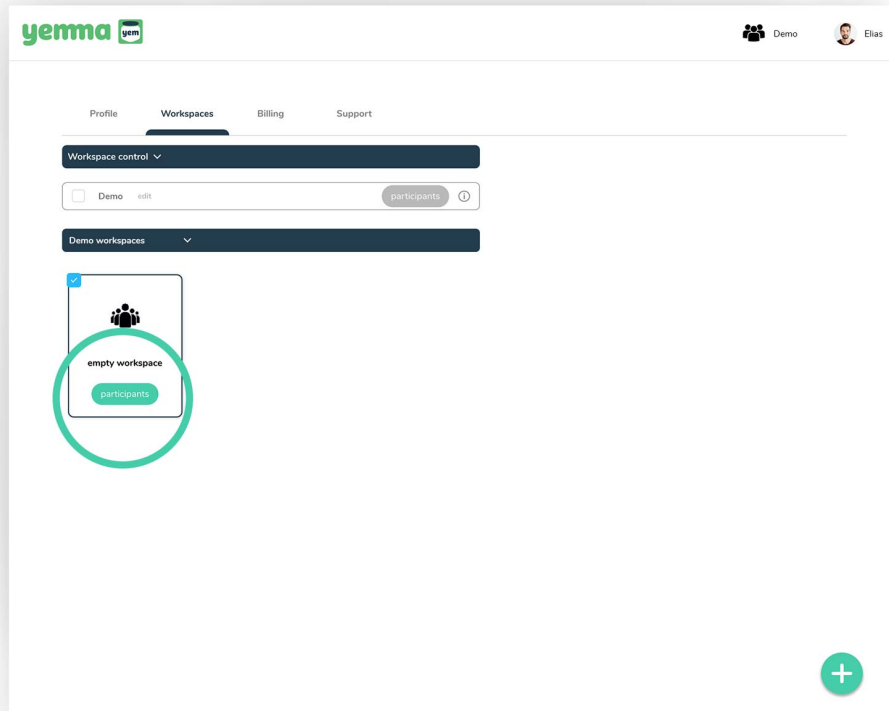 yemma yem
Demo
Elias
Profile Workspaces Billing Support
Workspace control
Demo edit participants
Demo workspaces
empty workspace
participants